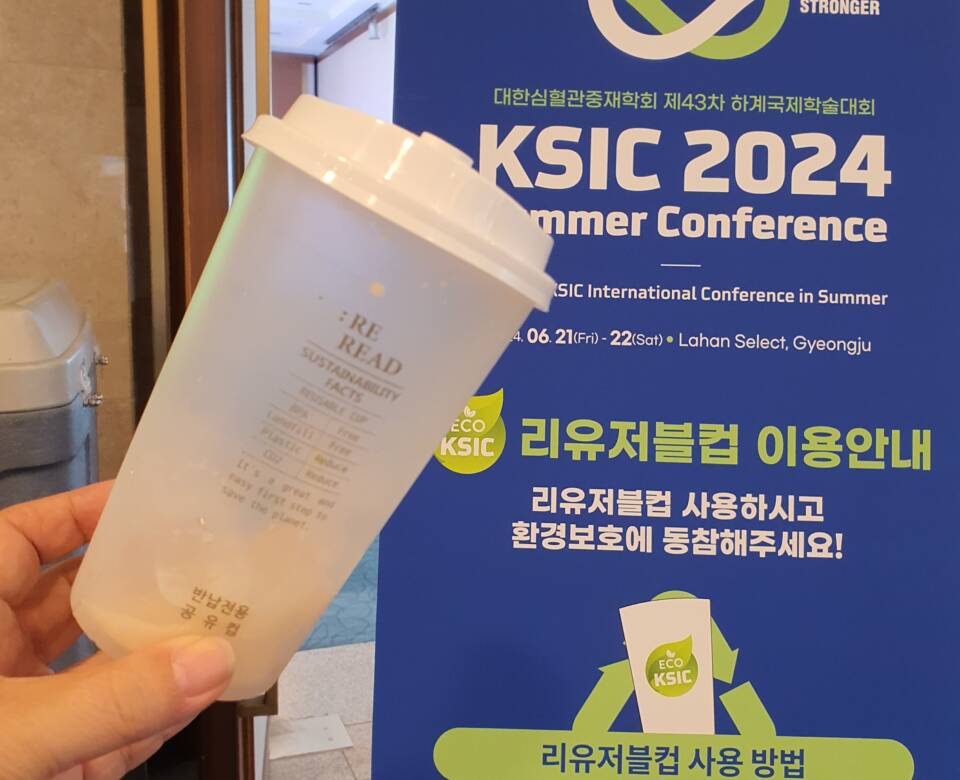 STRONGER
대한심혈관중재학회 제43차 하계국제학술대회
KSIC 2024
mmer Conference
KSIC International Conference in Summer
4. 06. 21(Fri) - 22(Sat) • Lahan Select, Gyeongju
ECO
KSIC
리유저블컵 이용안내
리유저블컵 사용하시고
환경보호에 동참해주세요!
ECO
KSIC
리유저블컵 사용 방법
: RE
READ
SUSTAINABILITY
FACTS
REUSABLE CUP
BPA Free
Landfill Free
Plastic Reduce
CO2 Reduce
It's a great and
easy first step to
save the planet.
반납전용
공유컵